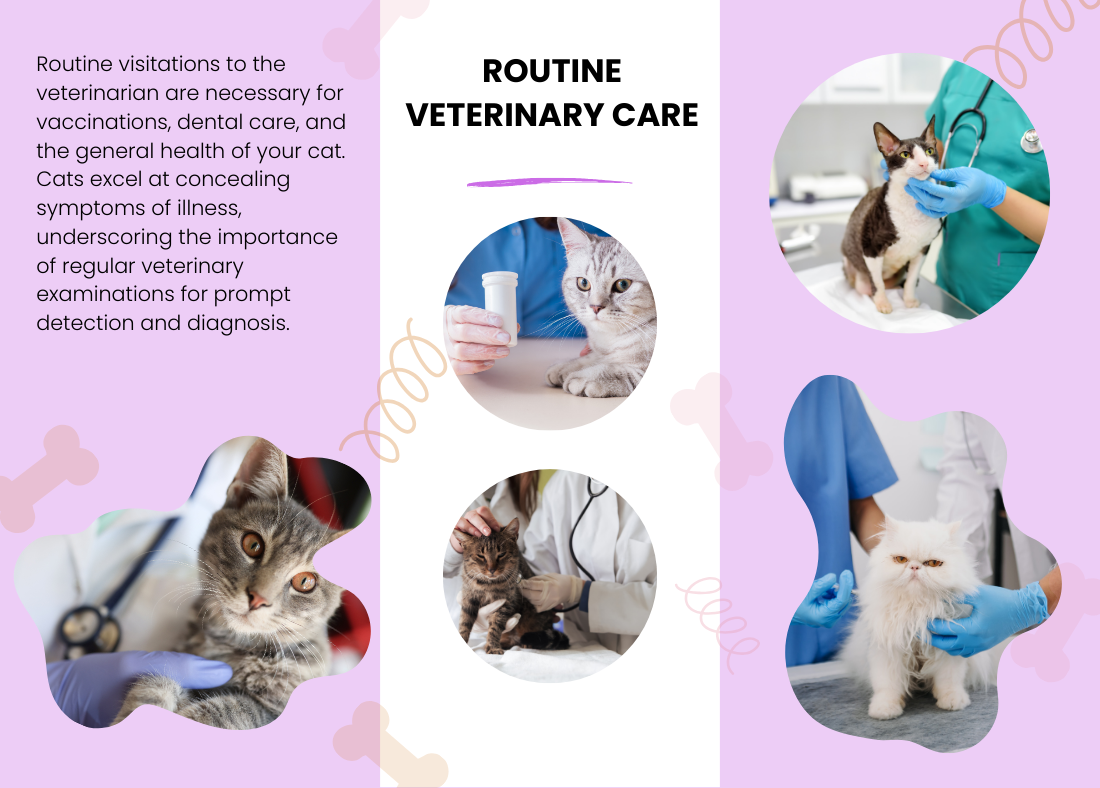 Routine visitations to the
veterinarian are necessary for
vaccinations, dental care, and
the general health of your cat.
Cats excel at concealing
symptoms of illness,
underscoring the importance
of regular veterinary
examinations for prompt
detection and diagnosis.
ROUTINE
VETERINARY CARE